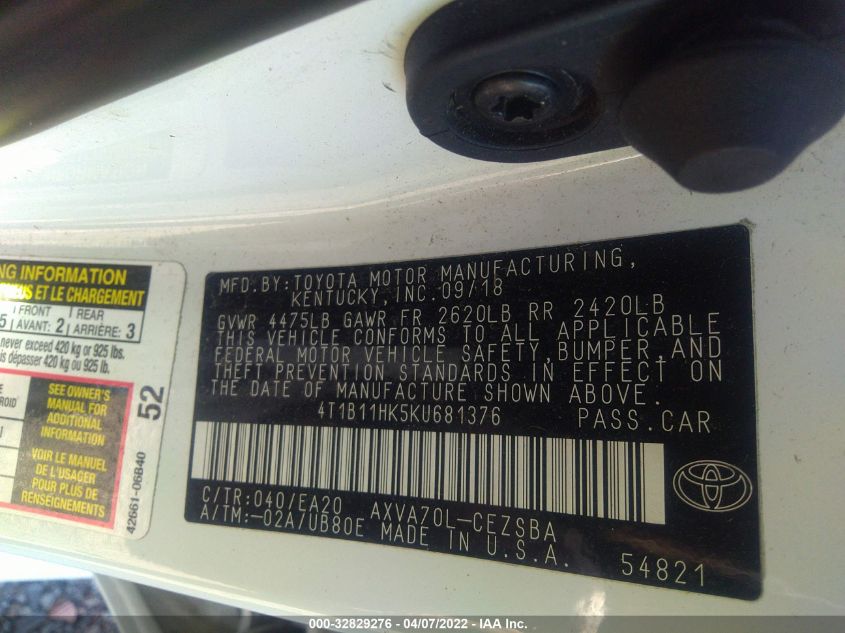 NG INFORMATION
PLUS ET LE CHARGEMENT
5 FRONT AVANT: 2 REAR ARRIÈRE: 3
never exceed 420 kg or 925 lbs.
dépasser 420 kg ou 925 lb.
SEE OWNER'S
MANUAL FOR
ADDITIONAL
INFORMATION
VOIR LE MANUEL
DE L'USAGER
POUR PLUS DE
RENSEIGNEMENTS
52
42661-06B40
MFD.BY:TOYOTA MOTOR MANUFACTURING,
KENTUCKY,INC.09/18
GVWR 4475LB GAWR FR 2620LB RR 2420LB
THIS VEHICLE CONFORMS TO ALL APPLICABLE
FEDERAL MOTOR VEHICLE SAFETY,BUMPER,AND
THEFT PREVENTION STANDARDS IN EFFECT ON
THE DATE OF MANUFACTURE SHOWN ABOVE.
4T1B11HK5KU681376 PASS.CAR
C/TR:040/EA20 AXVA70L-CEZSBA
A/TM:-02A/UB80E MADE IN U.S.A.
54821
000-32829276 - 04/07/2022 - IAAI, Inc.